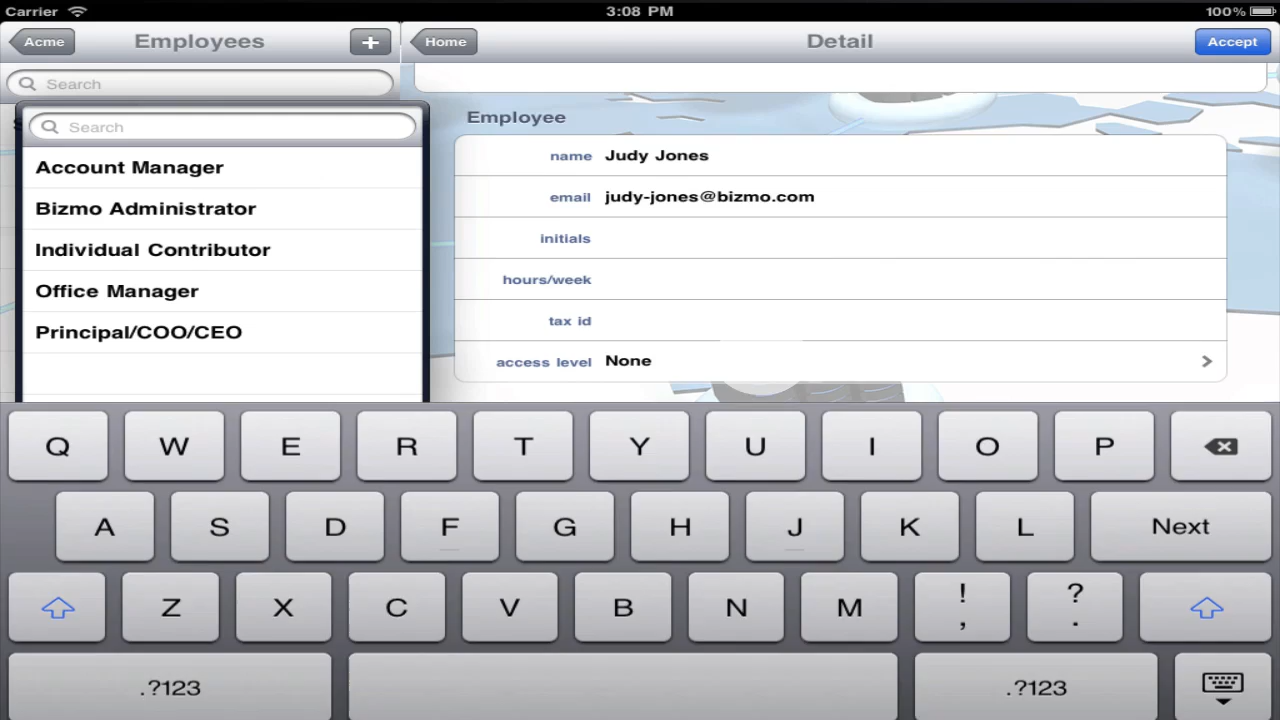 Carrier 3:08 PM 100%
Acme Employees + Home Detail Accept
Search
Search
Account Manager
Bizmo Administrator
Individual Contributor
Office Manager
Principal/COO/CEO
Employee
name Judy Jones
email judy-jones@bizmo.com
initials
hours/week
tax id
access level None
Q W E R T Y U I O P
A S D F G H J K L Next
Z X C V B N M ! , ? .
.?123 .?123